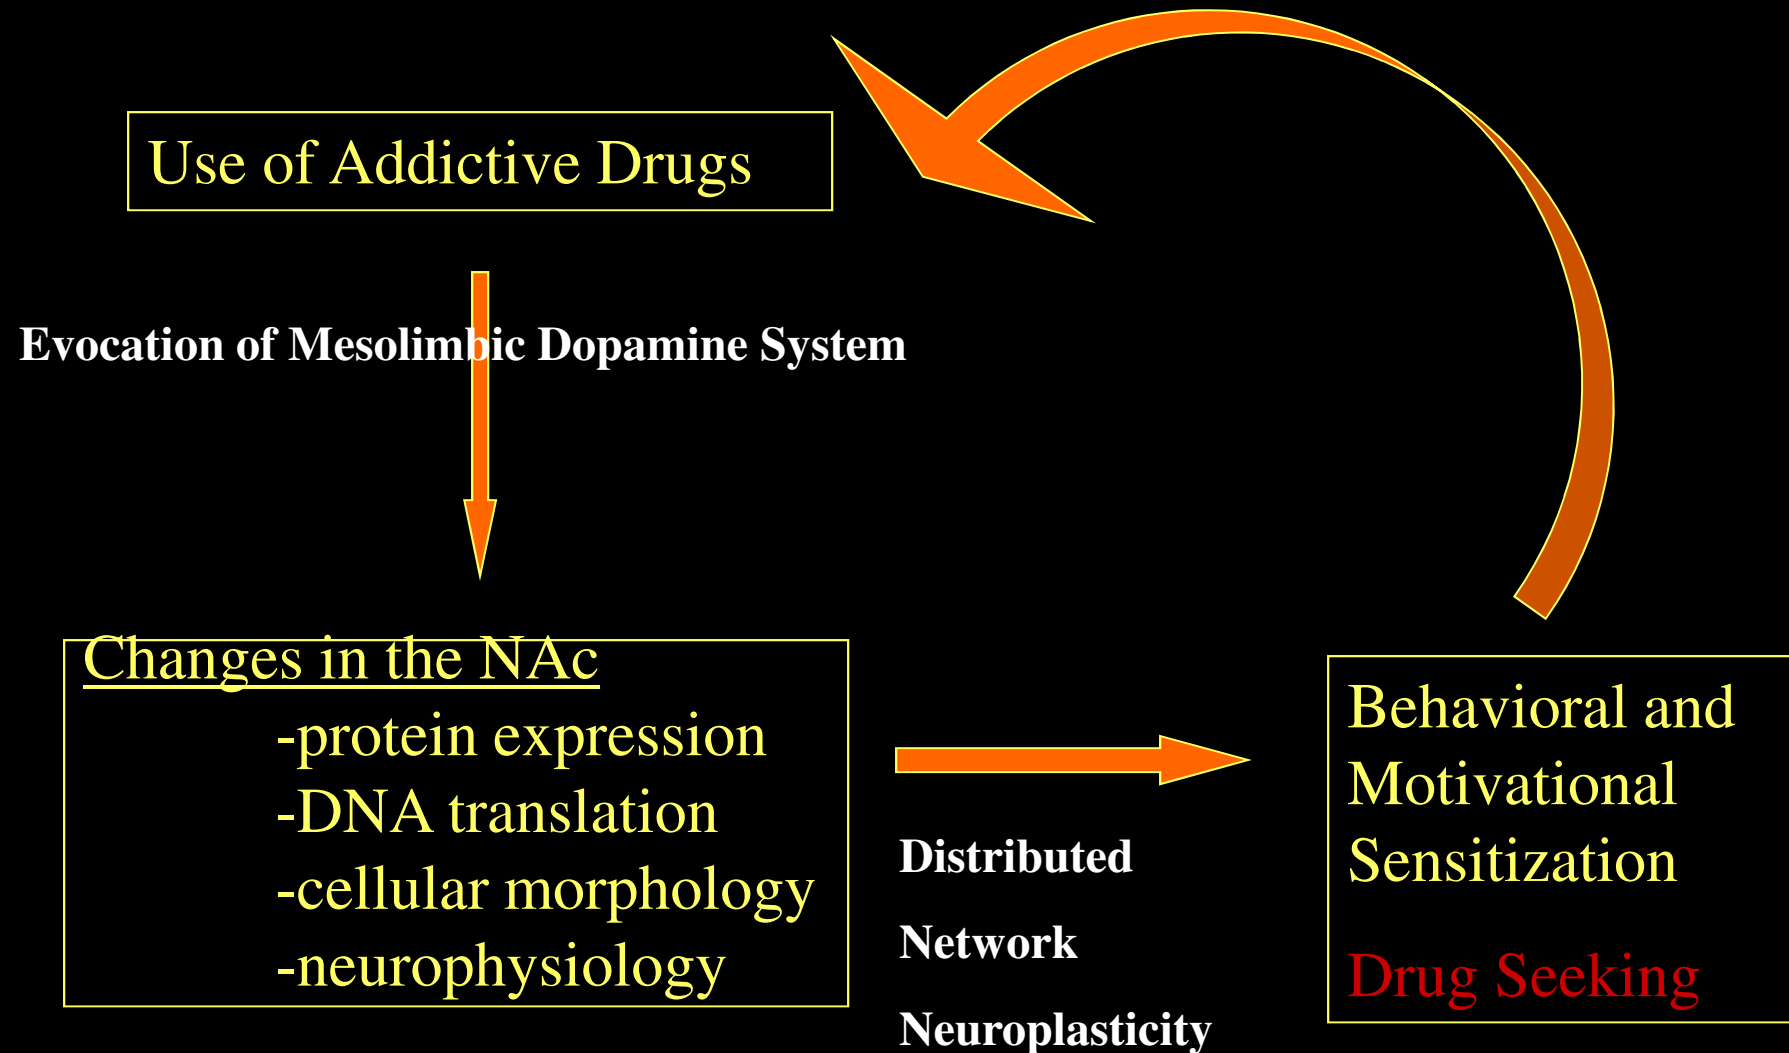 Use of Addictive Drugs
Evocation of Mesolimbic Dopamine System
Changes in the NAc
-protein expression
-DNA translation
-cellular morphology
-neurophysiology
Distributed
Network
Neuroplasticity
Behavioral and
Motivational
Sensitization
Drug Seeking